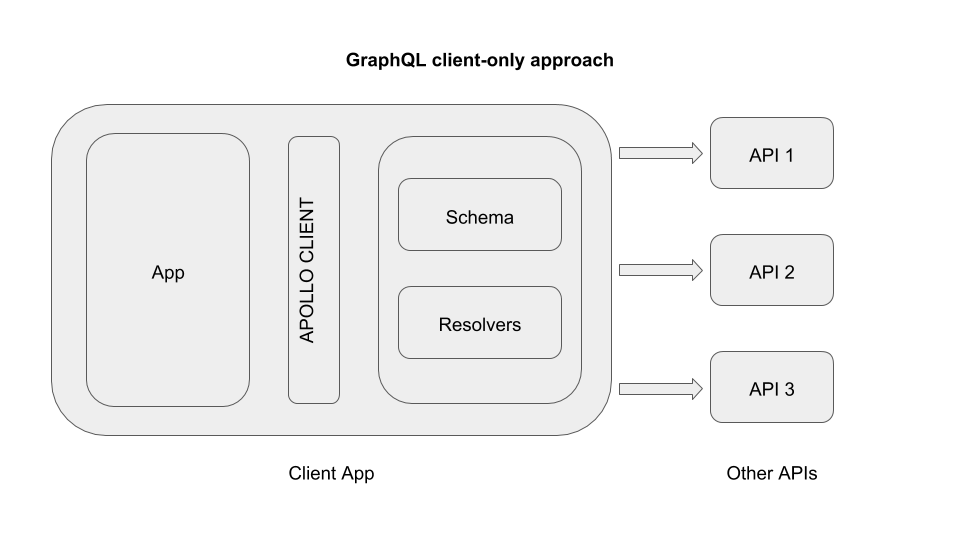 GraphQL client-only approach
App
APOLLO CLIENT
Schema
Resolvers
API 1
API 2
API 3
Client App
Other APIs